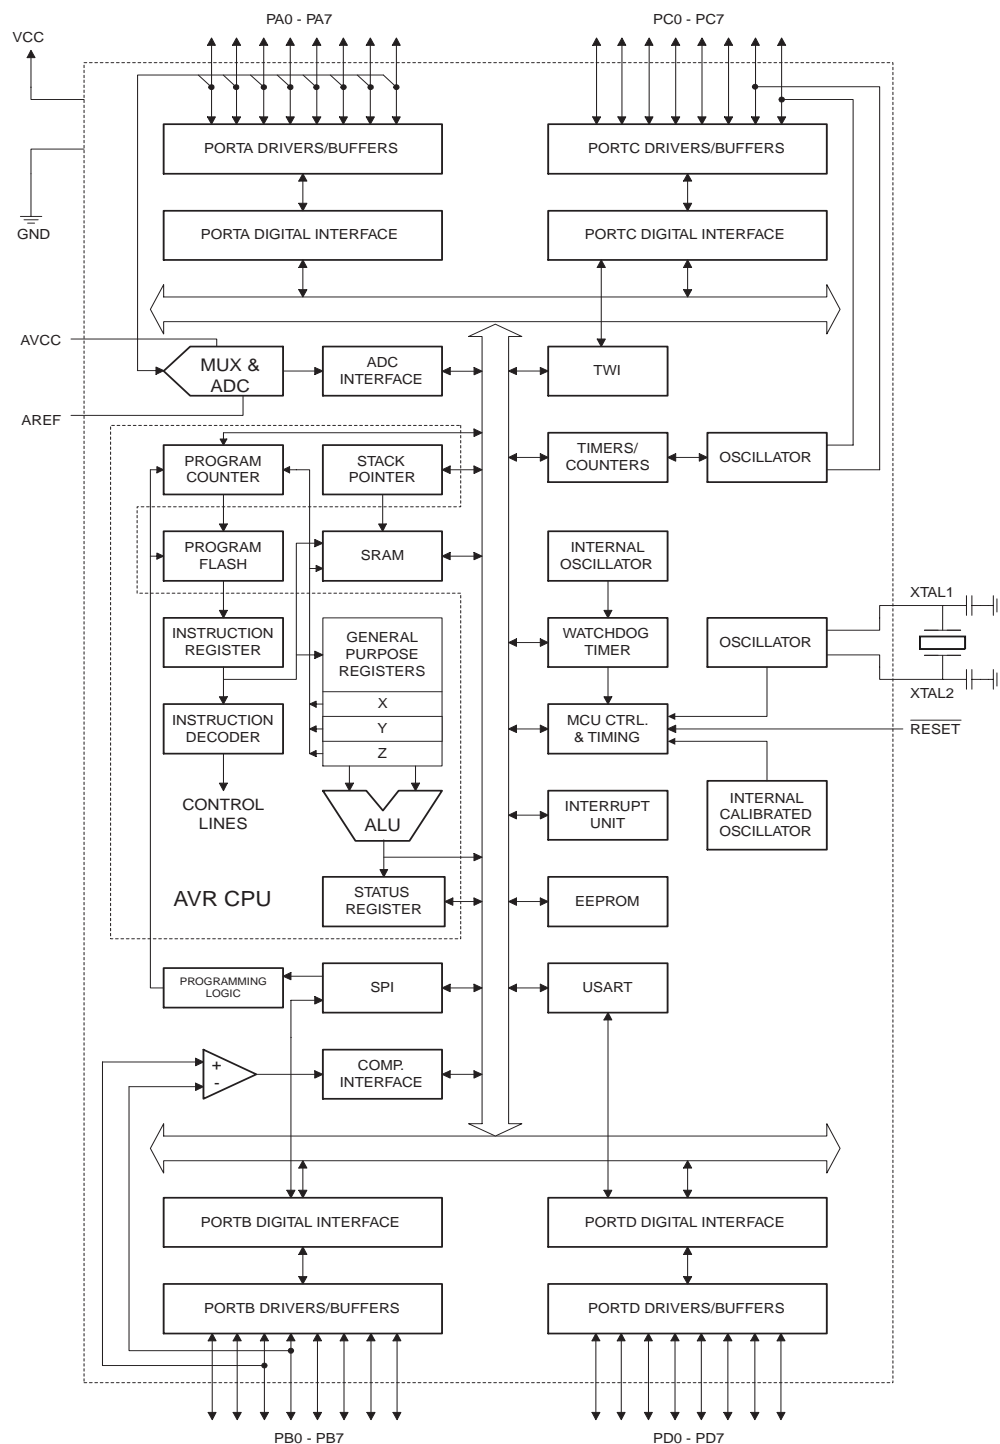 PA0 - PA7
PC0 - PC7
VCC
PORTA DRIVERS/BUFFERS
PORTC DRIVERS/BUFFERS
GND
PORTA DIGITAL INTERFACE
PORTC DIGITAL INTERFACE
AVCC
MUX &
ADC
ADC
INTERFACE
TWI
AREF
PROGRAM
COUNTER
STACK
POINTER
TIMERS/
COUNTERS
OSCILLATOR
PROGRAM
FLASH
SRAM
INTERNAL
OSCILLATOR
XTAL1
INSTRUCTION
REGISTER
GENERAL
PURPOSE
REGISTERS
WATCHDOG
TIMER
OSCILLATOR
XTAL2
X
INSTRUCTION
DECODER
Y
MCU CTRL.
& TIMING
RESET
Z
CONTROL
LINES
ALU
INTERRUPT
UNIT
INTERNAL
CALIBRATED
OSCILLATOR
AVR CPU
STATUS
REGISTER
EEPROM
PROGRAMMING
LOGIC
SPI
USART
+
-
COMP.
INTERFACE
PORTB DIGITAL INTERFACE
PORTD DIGITAL INTERFACE
PORTB DRIVERS/BUFFERS
PORTD DRIVERS/BUFFERS
PB0 - PB7
PD0 - PD7